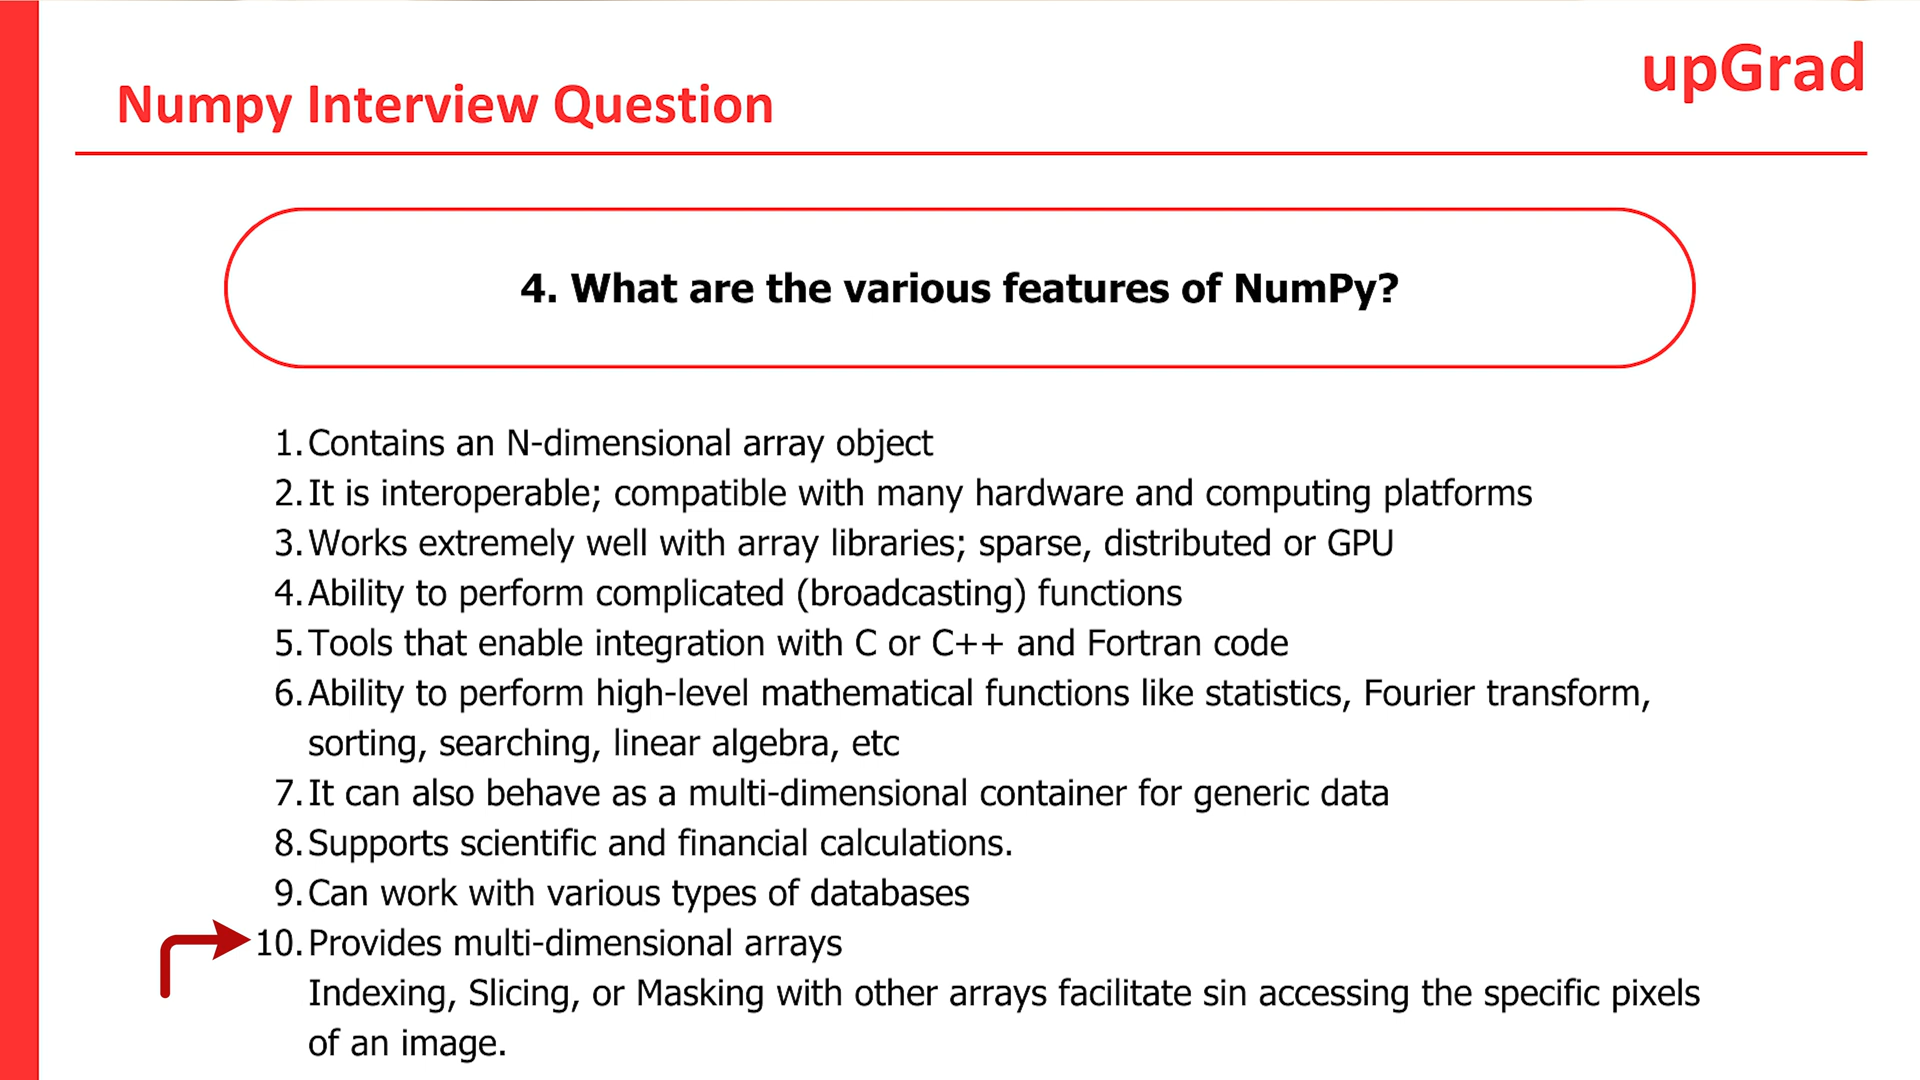 upGrad
Numpy Interview Question
4. What are the various features of NumPy?
1. Contains an N-dimensional array object
2. It is interoperable; compatible with many hardware and computing platforms
3. Works extremely well with array libraries; sparse, distributed or GPU
4. Ability to perform complicated (broadcasting) functions
5. Tools that enable integration with C or C++ and Fortran code
6. Ability to perform high-level mathematical functions like statistics, Fourier transform,
sorting, searching, linear algebra, etc
7. It can also behave as a multi-dimensional container for generic data
8. Supports scientific and financial calculations.
9. Can work with various types of databases
10. Provides multi-dimensional arrays
Indexing, Slicing, or Masking with other arrays facilitate sin accessing the specific pixels
of an image.